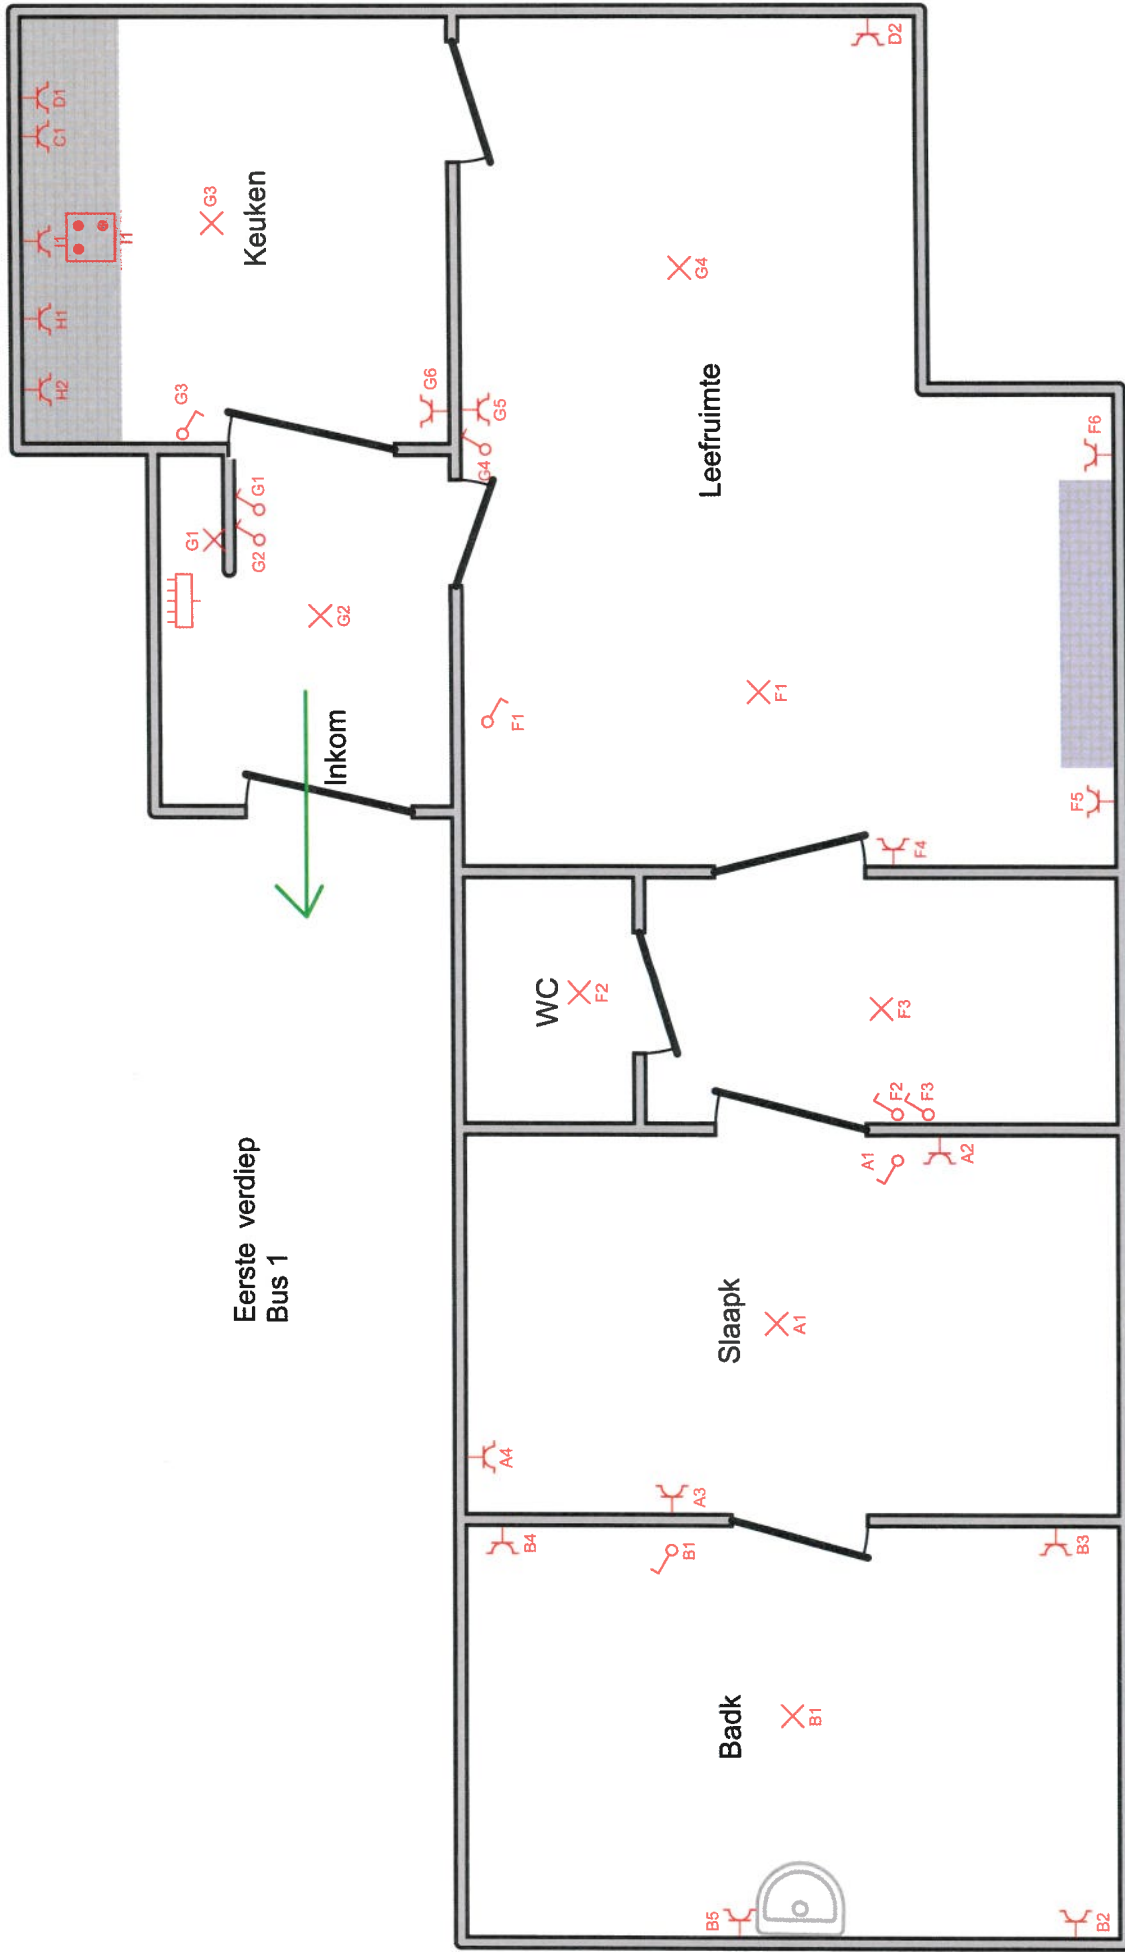 D1
C1
I1
I1
H1
H2
G3
Keuken
G3
G6
G5
G4
D2
G4
Leefruimte
F6
G1
G1
G2
G2
Inkom
F1
F1
F5
F4
WC
F2
F3
F2
F3
Eerste verdiep
Bus 1
A1
A2
Slaapk
A1
A4
A3
B4
B1
B3
Badk
B1
B5
B2